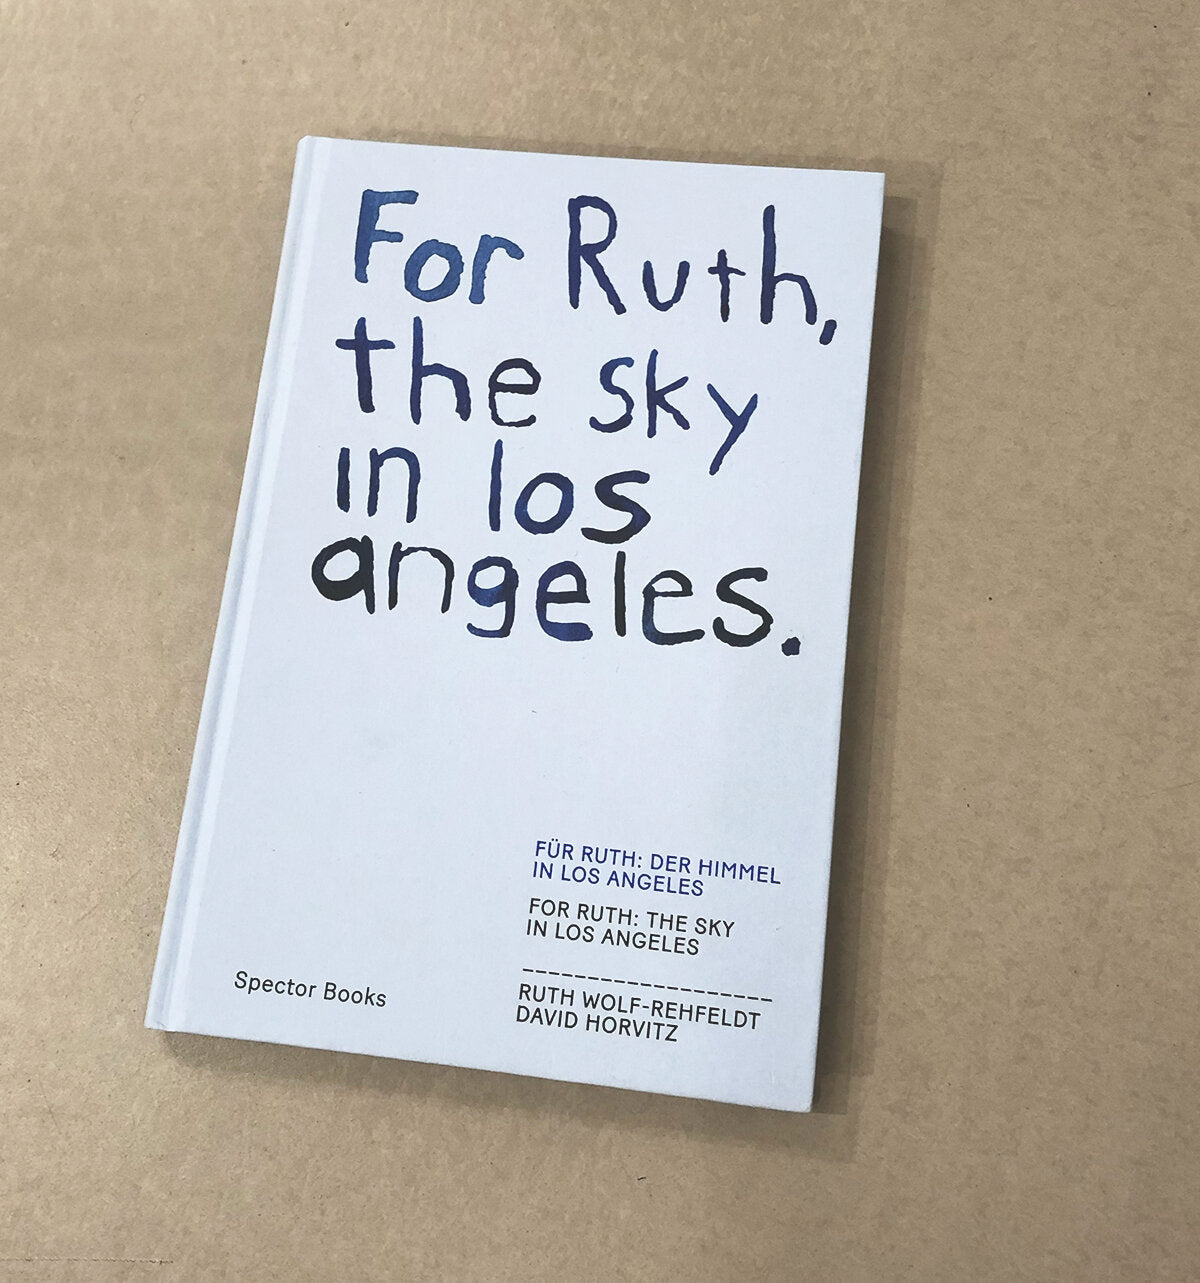 For Ruth,
the sky
in los
angeles.
FÜR RUTH: DER HIMMEL
IN LOS ANGELES
FOR RUTH: THE SKY
IN LOS ANGELES
-------------------
RUTH WOLF-REHFELDT
DAVID HORVITZ
Spector Books